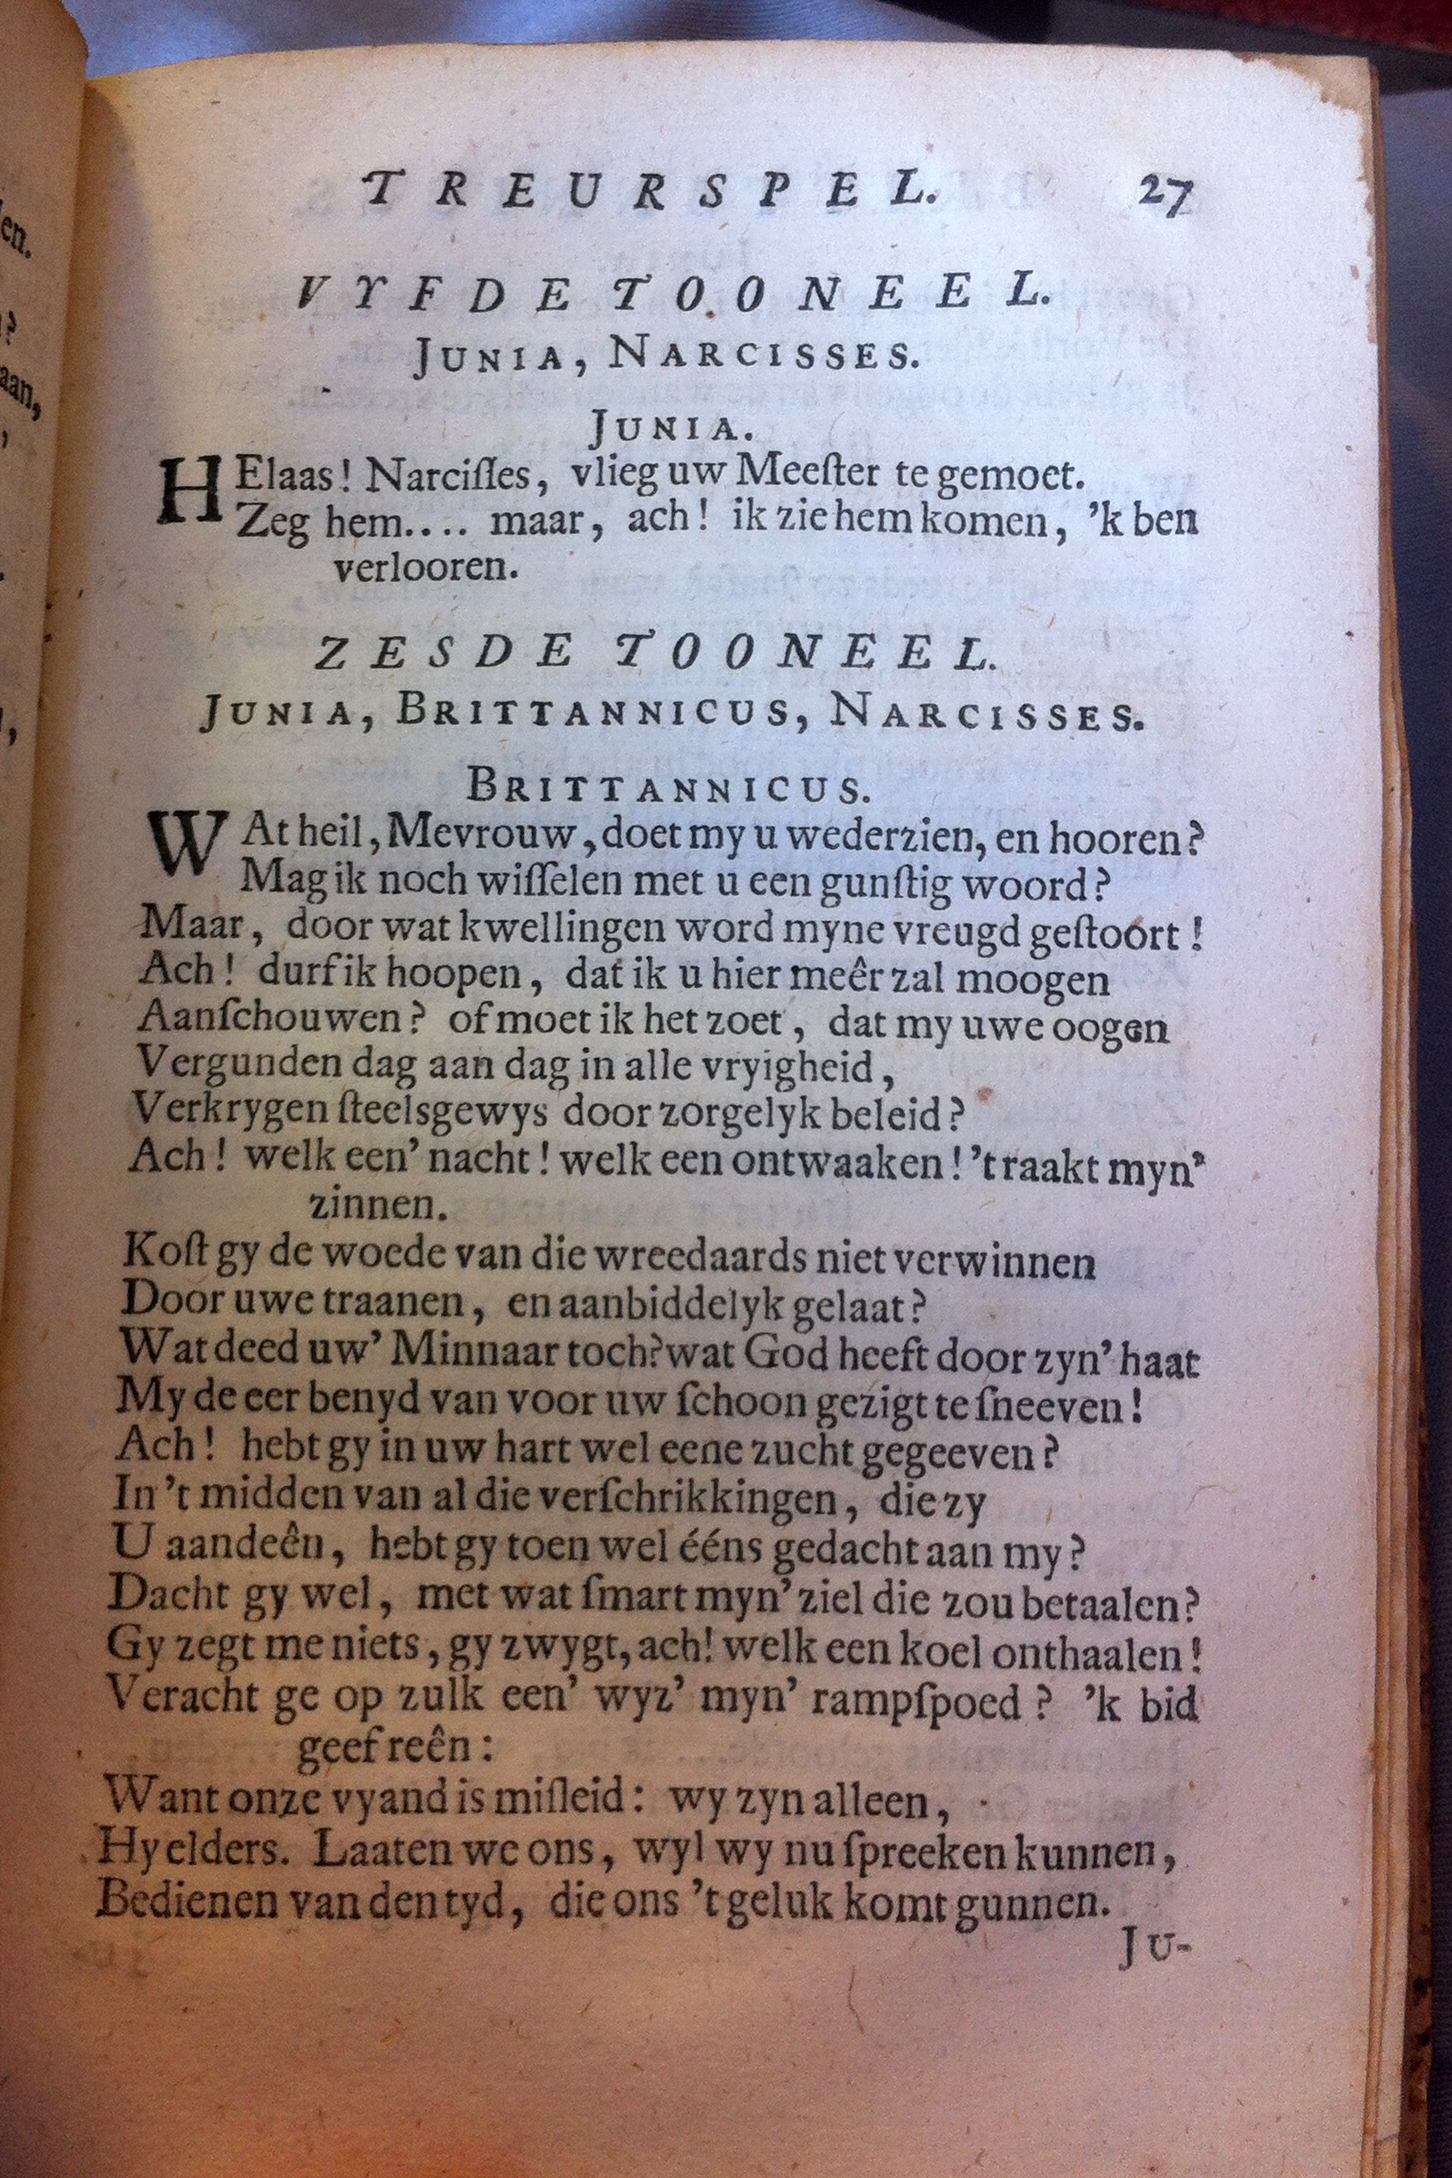 TREURSPEL. 27
VYFDE TOONEEL.
JUNIA, NARCISSES.
JUNIA.
HElaas! Narciſſes, vlieg uw Meeſter te gemoet.
Zeg hem.... maar, ach! ik zie hem komen, 'k ben
verlooren.
ZESDE TOONEEL.
JUNIA, BRITTANNICUS, NARCISSES.
BRITTANNICUS.
WAt heil, Mevrouw, doet my u wederzien, en hooren?
Mag ik noch wiſſelen met u een gunſtig woord?
Maar, door wat kwellingen word myne vreugd geſtoórt!
Ach! durf ik hoopen, dat ik u hier meêr zal moogen
Aanſchouwen? of moet ik het zoet, dat my uwe oogen
Vergunden dag aan dag in alle vryigheid,
Verkrygen ſteelsgewys door zorgelyk beleid?
Ach! welk een' nacht! welk een ontwaaken! 't raakt myn'
zinnen.
Koſt gy de woede van die wreedaards niet verwinnen
Door uwe traanen, en aanbiddelyk gelaat?
Wat deed uw' Minnaar toch? wat God heeft door zyn' haat
My de eer benyd van voor uw ſchoon gezigt te ſneeven!
Ach! hebt gy in uw hart wel eene zucht gegeeven?
In 't midden van al die verſchrikkingen, die zy
U aandeên, hebt gy toen wel ééns gedacht aan my?
Dacht gy wel, met wat ſmart myn' ziel die zou betaalen?
Gy zegt me niets, gy zwygt, ach! welk een koel onthaalen!
Veracht ge op zulk een' wyz' myn' rampſpoed? 'k bid
geef reên:
Want onze vyand is miſleid: wy zyn alleen,
Hy elders. Laaten we ons, wyl wy nu ſpreeken kunnen,
Bedienen van den tyd, die ons 't geluk komt gunnen.
JU-